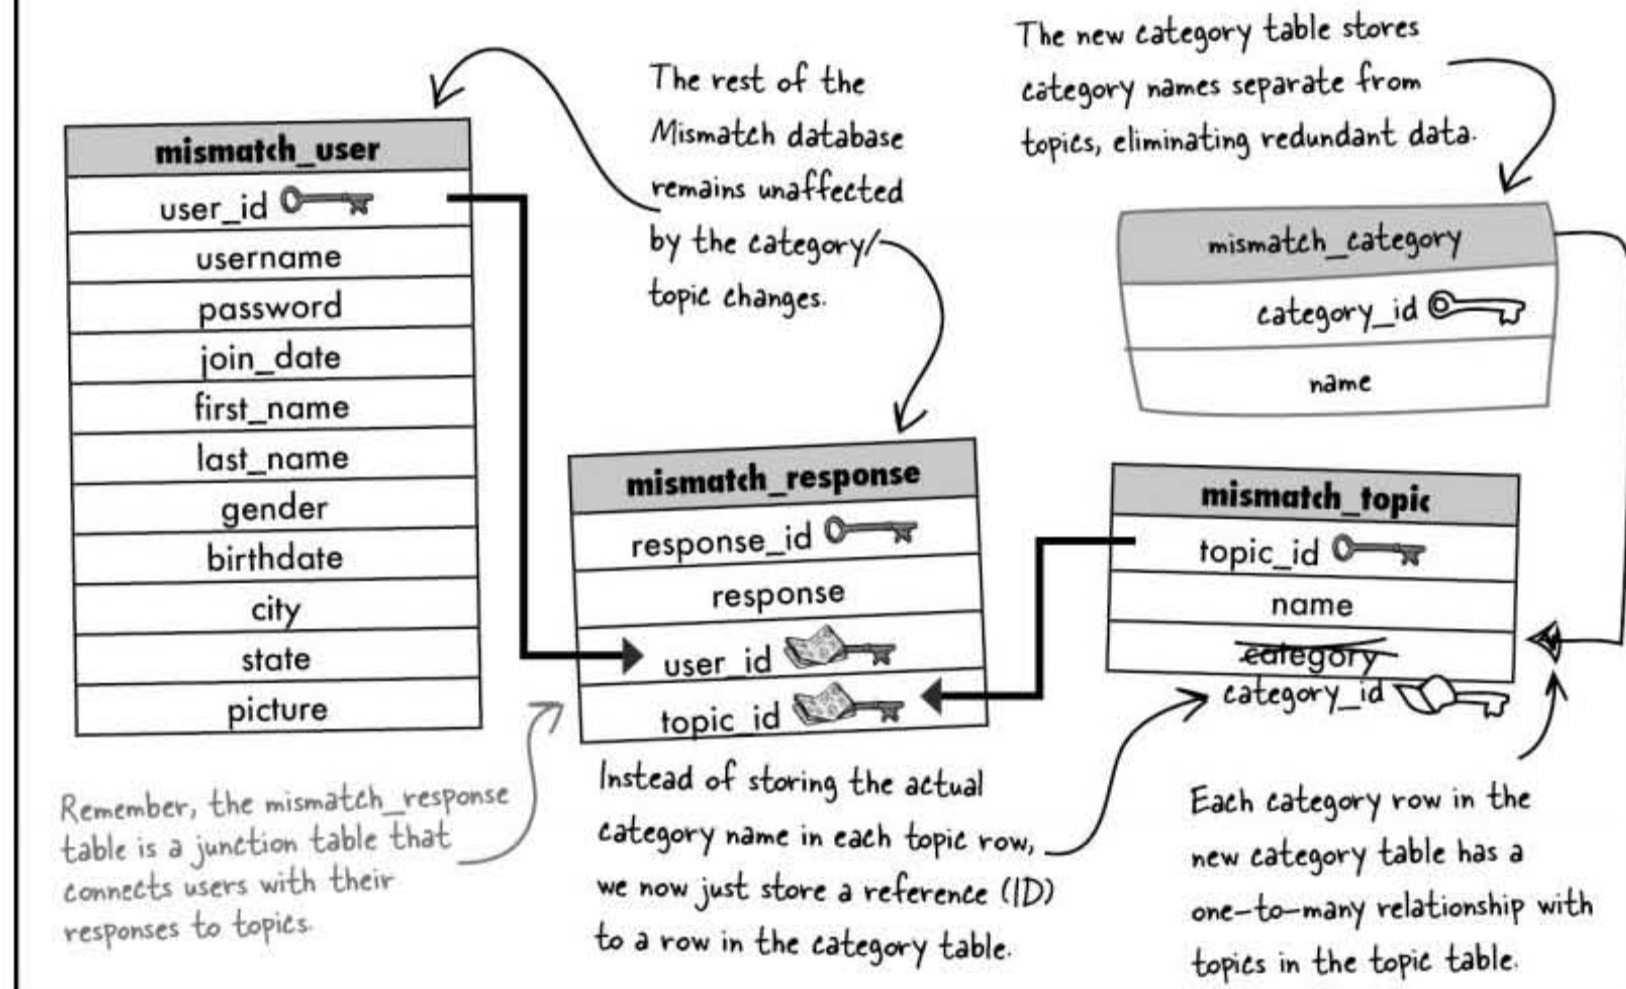 The rest of the
Mismatch database
remains unaffected
by the category/
topic changes.
The new category table stores
category names separate from
topics, eliminating redundant data.
mismatch_user
user_id
username
password
join_date
first_name
last_name
gender
birthdate
city
state
picture
mismatch_category
category_id
name
mismatch_response
response_id
response
user_id
topic_id
mismatch_topic
topic_id
name
category
category_id
Remember, the mismatch_response
table is a junction table that
connects users with their
responses to topics.
Instead of storing the actual
category name in each topic row,
we now just store a reference (ID)
to a row in the category table.
Each category row in the
new category table has a
one-to-many relationship with
topics in the topic table.